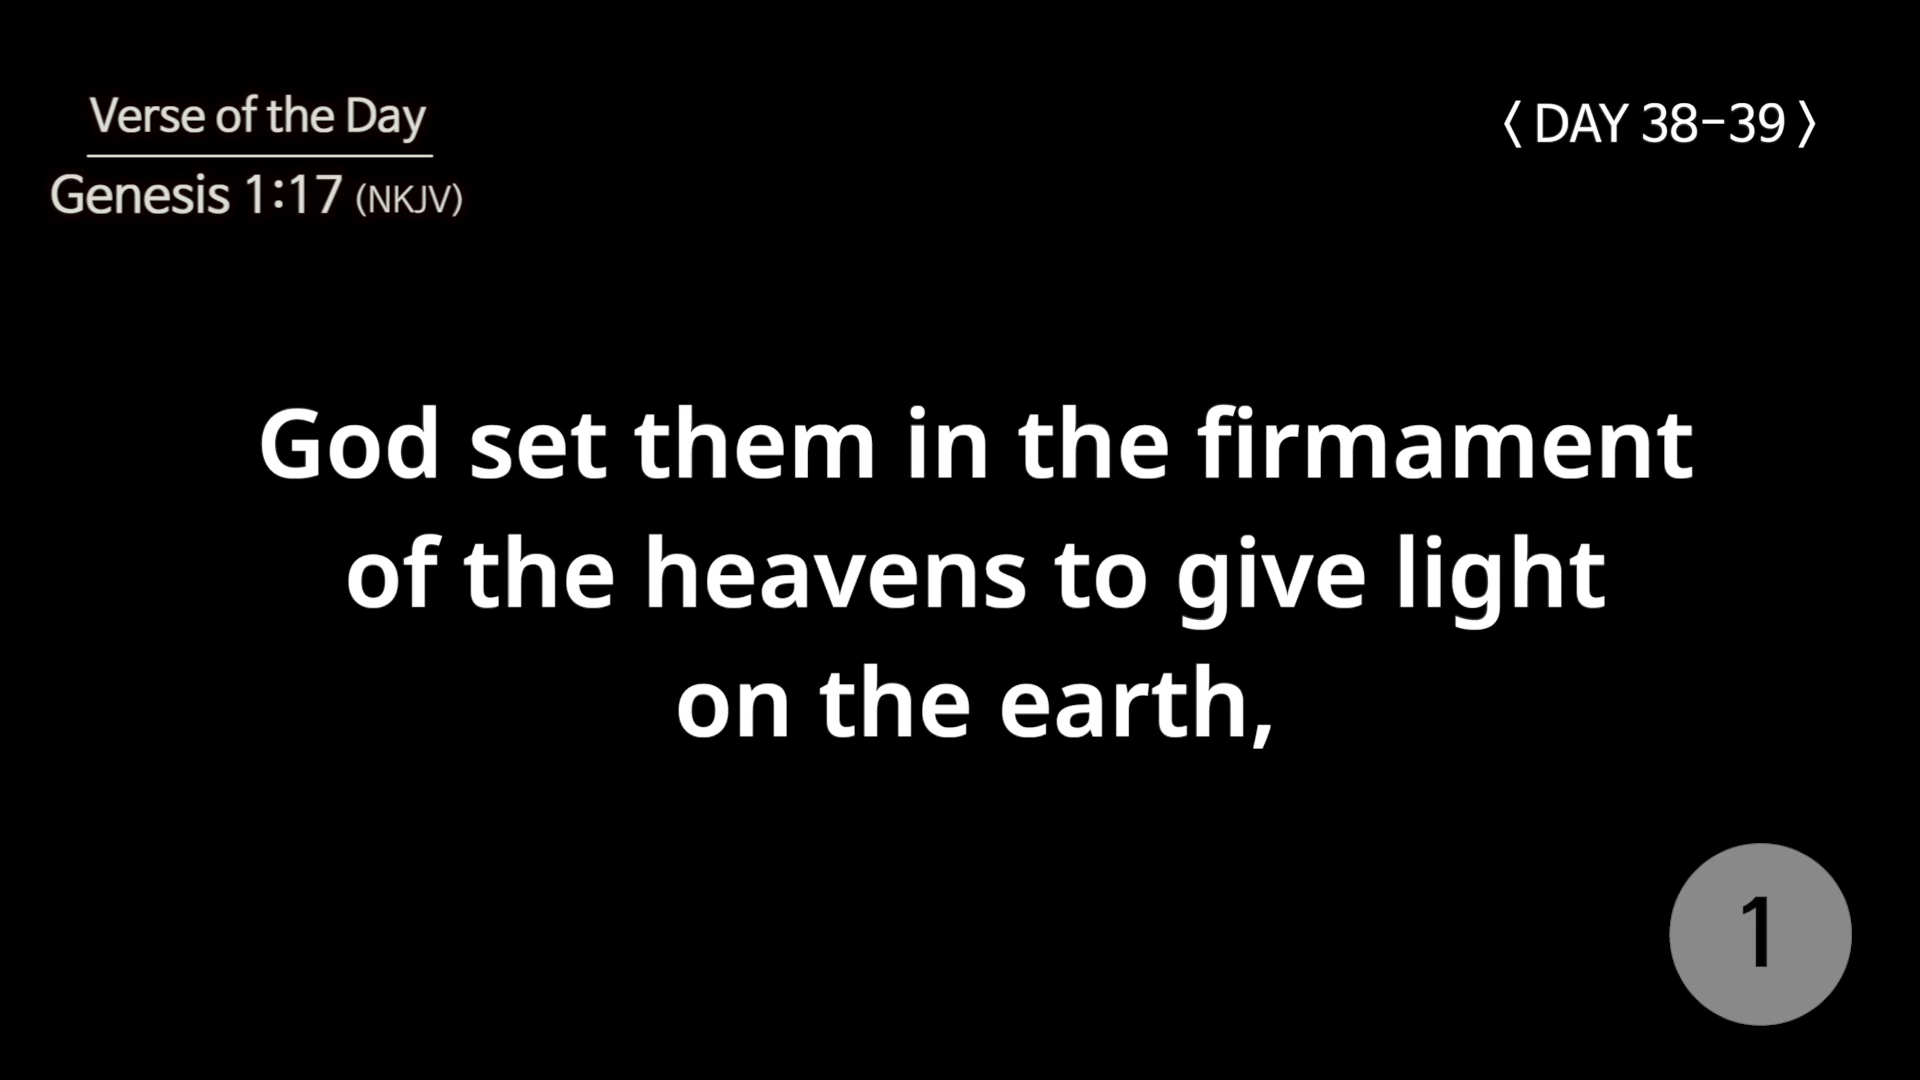 Verse of the Day
Genesis 1:17 (NKJV)
〈 DAY 38-39 〉
God set them in the firmament
of the heavens to give light
on the earth,
1